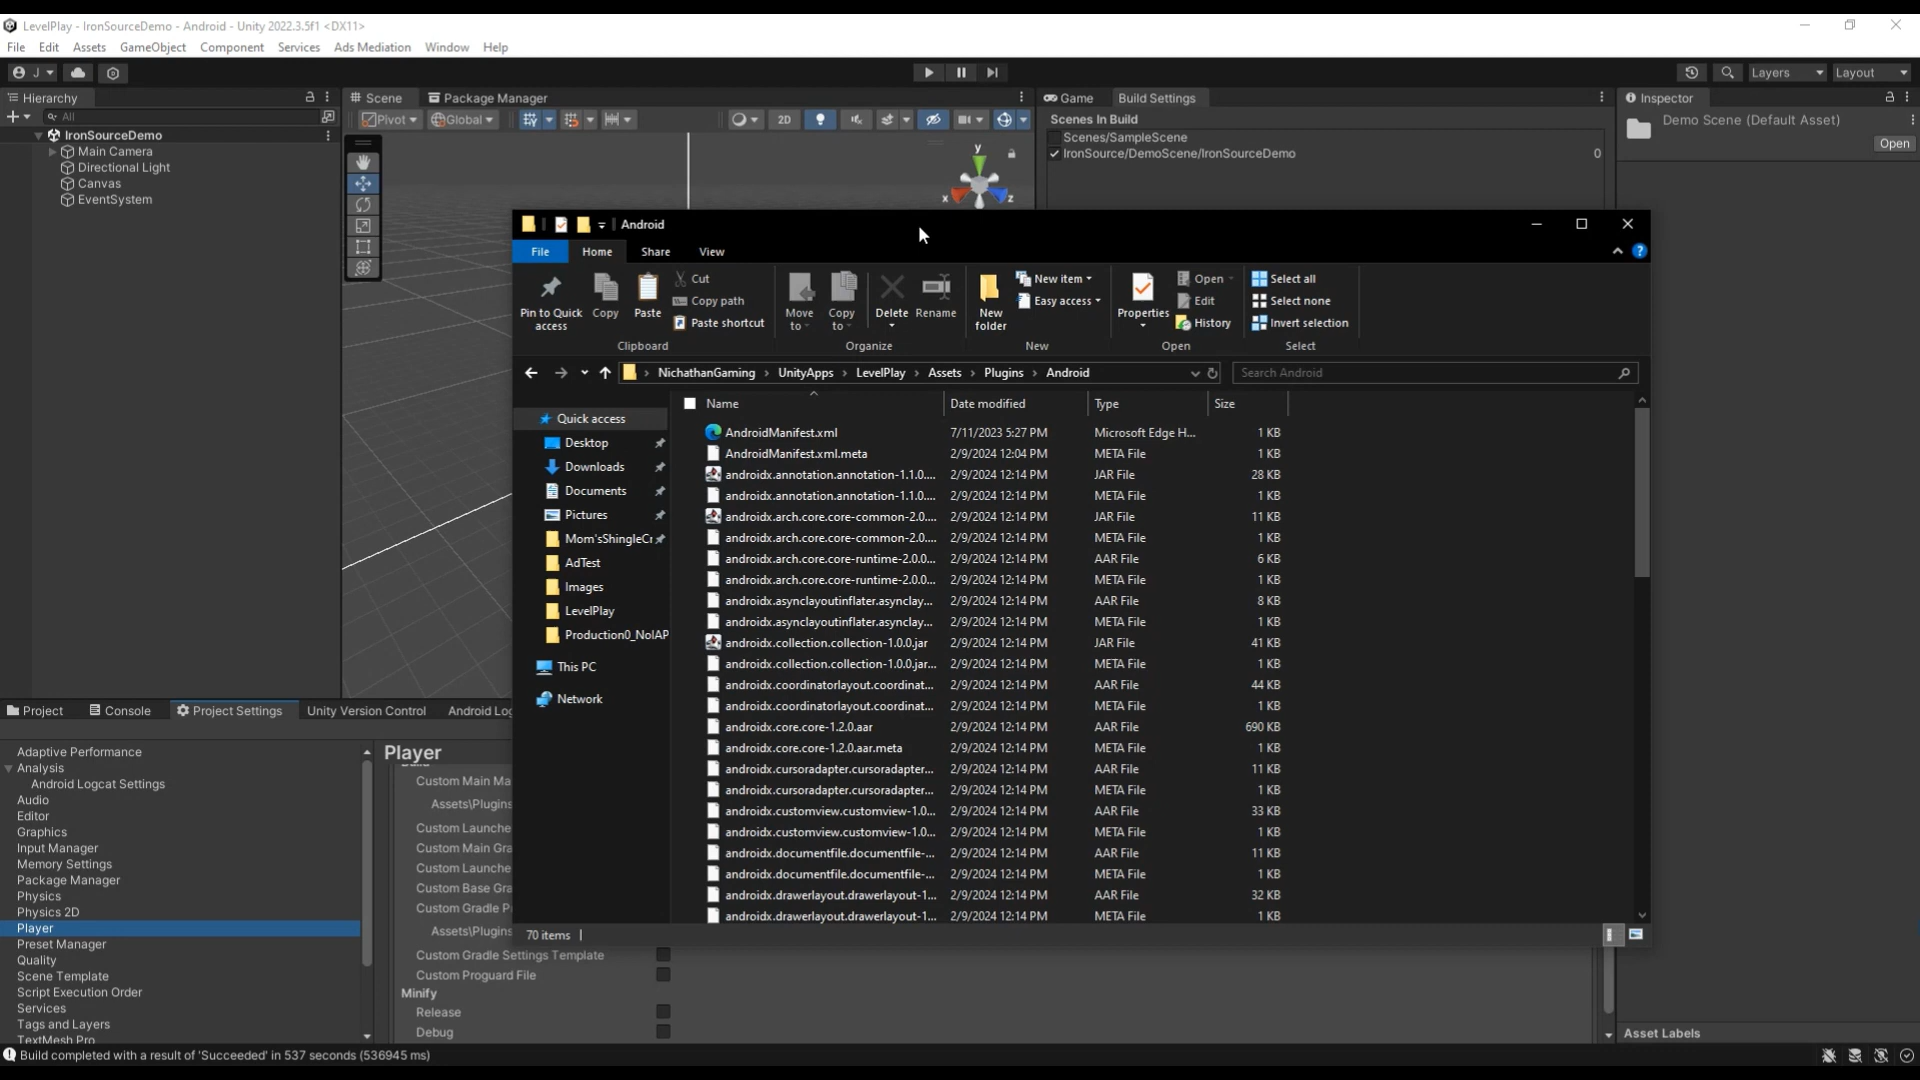 LevelPlay - IronSourceDemo - Android - Unity 2022.3.5f1 <DX11>
File Edit Assets GameObject Component Services Ads Mediation Window Help
J Layers Layout
Hierarchy
All
IronSourceDemo
Main Camera
Directional Light
Canvas
EventSystem
Scene Package Manager
Pivot Global 2D
y
x z
Game Build Settings
Scenes In Build
Scenes/SampleScene
IronSource/DemoScene/IronSourceDemo 0
Inspector
Demo Scene (Default Asset)
Open
Android
File Home Share View
Pin to Quick access
Copy
Paste
Cut
Copy path
Paste shortcut
Clipboard
Move to
Copy to
Delete
Rename
Organize
New folder
New item
Easy access
New
Properties
Open
Edit
History
Open
Select all
Select none
Invert selection
Select
NichathanGaming › UnityApps › LevelPlay › Assets › Plugins › Android
Search Android
Quick access
Desktop
Downloads
Documents
Pictures
Mom'sShingleCr
AdTest
Images
LevelPlay
Production0_NoIAP
This PC
Network
Name Date modified Type Size
AndroidManifest.xml 7/11/2023 5:27 PM Microsoft Edge H... 1 KB
AndroidManifest.xml.meta 2/9/2024 12:04 PM META File 1 KB
androidx.annotation.annotation-1.1.0.... 2/9/2024 12:14 PM JAR File 28 KB
androidx.annotation.annotation-1.1.0.... 2/9/2024 12:14 PM META File 1 KB
androidx.arch.core.core-common-2.0.... 2/9/2024 12:14 PM JAR File 11 KB
androidx.arch.core.core-common-2.0.... 2/9/2024 12:14 PM META File 1 KB
androidx.arch.core.core-runtime-2.0.0... 2/9/2024 12:14 PM AAR File 6 KB
androidx.arch.core.core-runtime-2.0.0... 2/9/2024 12:14 PM META File 1 KB
androidx.asynclayoutinflater.asynclay... 2/9/2024 12:14 PM AAR File 8 KB
androidx.asynclayoutinflater.asynclay... 2/9/2024 12:14 PM META File 1 KB
androidx.collection.collection-1.0.0.jar 2/9/2024 12:14 PM JAR File 41 KB
androidx.collection.collection-1.0.0.jar... 2/9/2024 12:14 PM META File 1 KB
androidx.coordinatorlayout.coordinat... 2/9/2024 12:14 PM AAR File 44 KB
androidx.coordinatorlayout.coordinat... 2/9/2024 12:14 PM META File 1 KB
androidx.core.core-1.2.0.aar 2/9/2024 12:14 PM AAR File 690 KB
androidx.core.core-1.2.0.aar.meta 2/9/2024 12:14 PM META File 1 KB
androidx.cursoradapter.cursoradapter... 2/9/2024 12:14 PM AAR File 11 KB
androidx.cursoradapter.cursoradapter... 2/9/2024 12:14 PM META File 1 KB
androidx.customview.customview-1.0... 2/9/2024 12:14 PM AAR File 33 KB
androidx.customview.customview-1.0... 2/9/2024 12:14 PM META File 1 KB
androidx.documentfile.documentfile-... 2/9/2024 12:14 PM AAR File 11 KB
androidx.documentfile.documentfile-... 2/9/2024 12:14 PM META File 1 KB
androidx.drawerlayout.drawerlayout-1... 2/9/2024 12:14 PM AAR File 32 KB
androidx.drawerlayout.drawerlayout-1... 2/9/2024 12:14 PM META File 1 KB
70 items
Project Console Project Settings Unity Version Control Android Log
Adaptive Performance
Analysis
Android Logcat Settings
Audio
Editor
Graphics
Input Manager
Memory Settings
Package Manager
Physics
Physics 2D
Player
Preset Manager
Quality
Scene Template
Script Execution Order
Services
Tags and Layers
TextMesh Pro
Player
Custom Main Ma
Assets\Plugins
Custom Launche
Custom Main Gra
Custom Launche
Custom Base Gra
Custom Gradle P
Assets\Plugins
Custom Gradle Settings Template
Custom Proguard File
Minify
Release
Debug
Asset Labels
Build completed with a result of 'Succeeded' in 537 seconds (536945 ms)